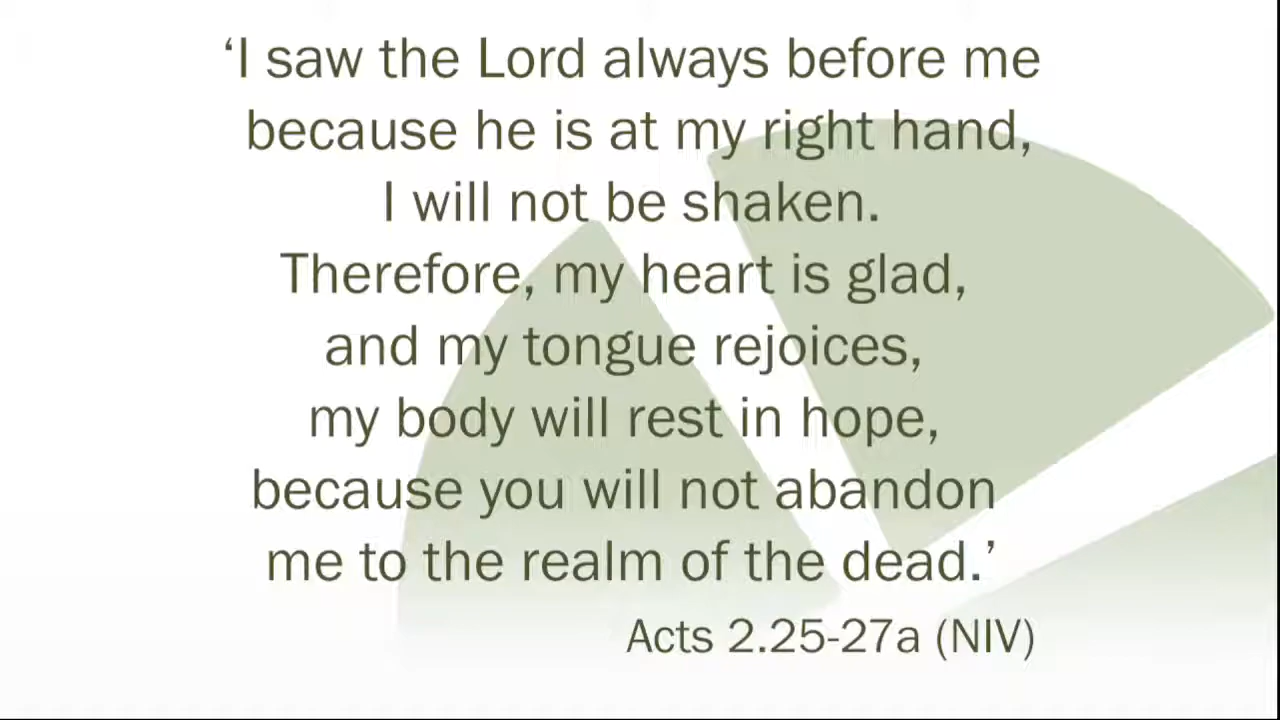 ‘I saw the Lord always before me
because he is at my right hand,
I will not be shaken.
Therefore, my heart is glad,
and my tongue rejoices,
my body will rest in hope,
because you will not abandon
me to the realm of the dead.’
Acts 2.25-27a (NIV)